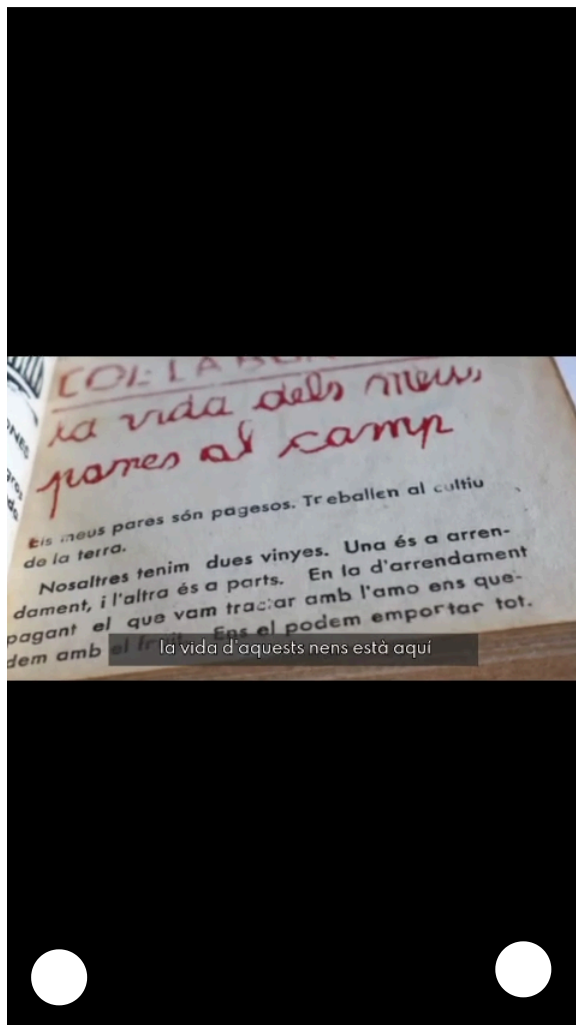 COL·LABOR
la vida dels meus
pares al camp
Els meus pares són pagesos. Treballen al cultiu
de la terra.
Nosaltres tenim dues vinyes. Una és a arren-
dament, i l'altra és a parts. En la d'arrendament
pagant el que vam tractar amb l'amo ens que-
dem amb el fruit. Ens el podem emportar tot.
la vida d'aquests nens està aquí